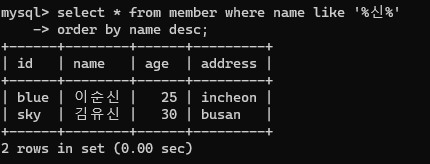 mysql> select * from member where name like '%신%'
    -> order by name desc;
+------+--------+------+---------+
| id   | name   | age  | address |
+------+--------+------+---------+
| blue | 이순신 |   25 | incheon |
| sky  | 김유신 |   30 | busan   |
+------+--------+------+---------+
2 rows in set (0.00 sec)